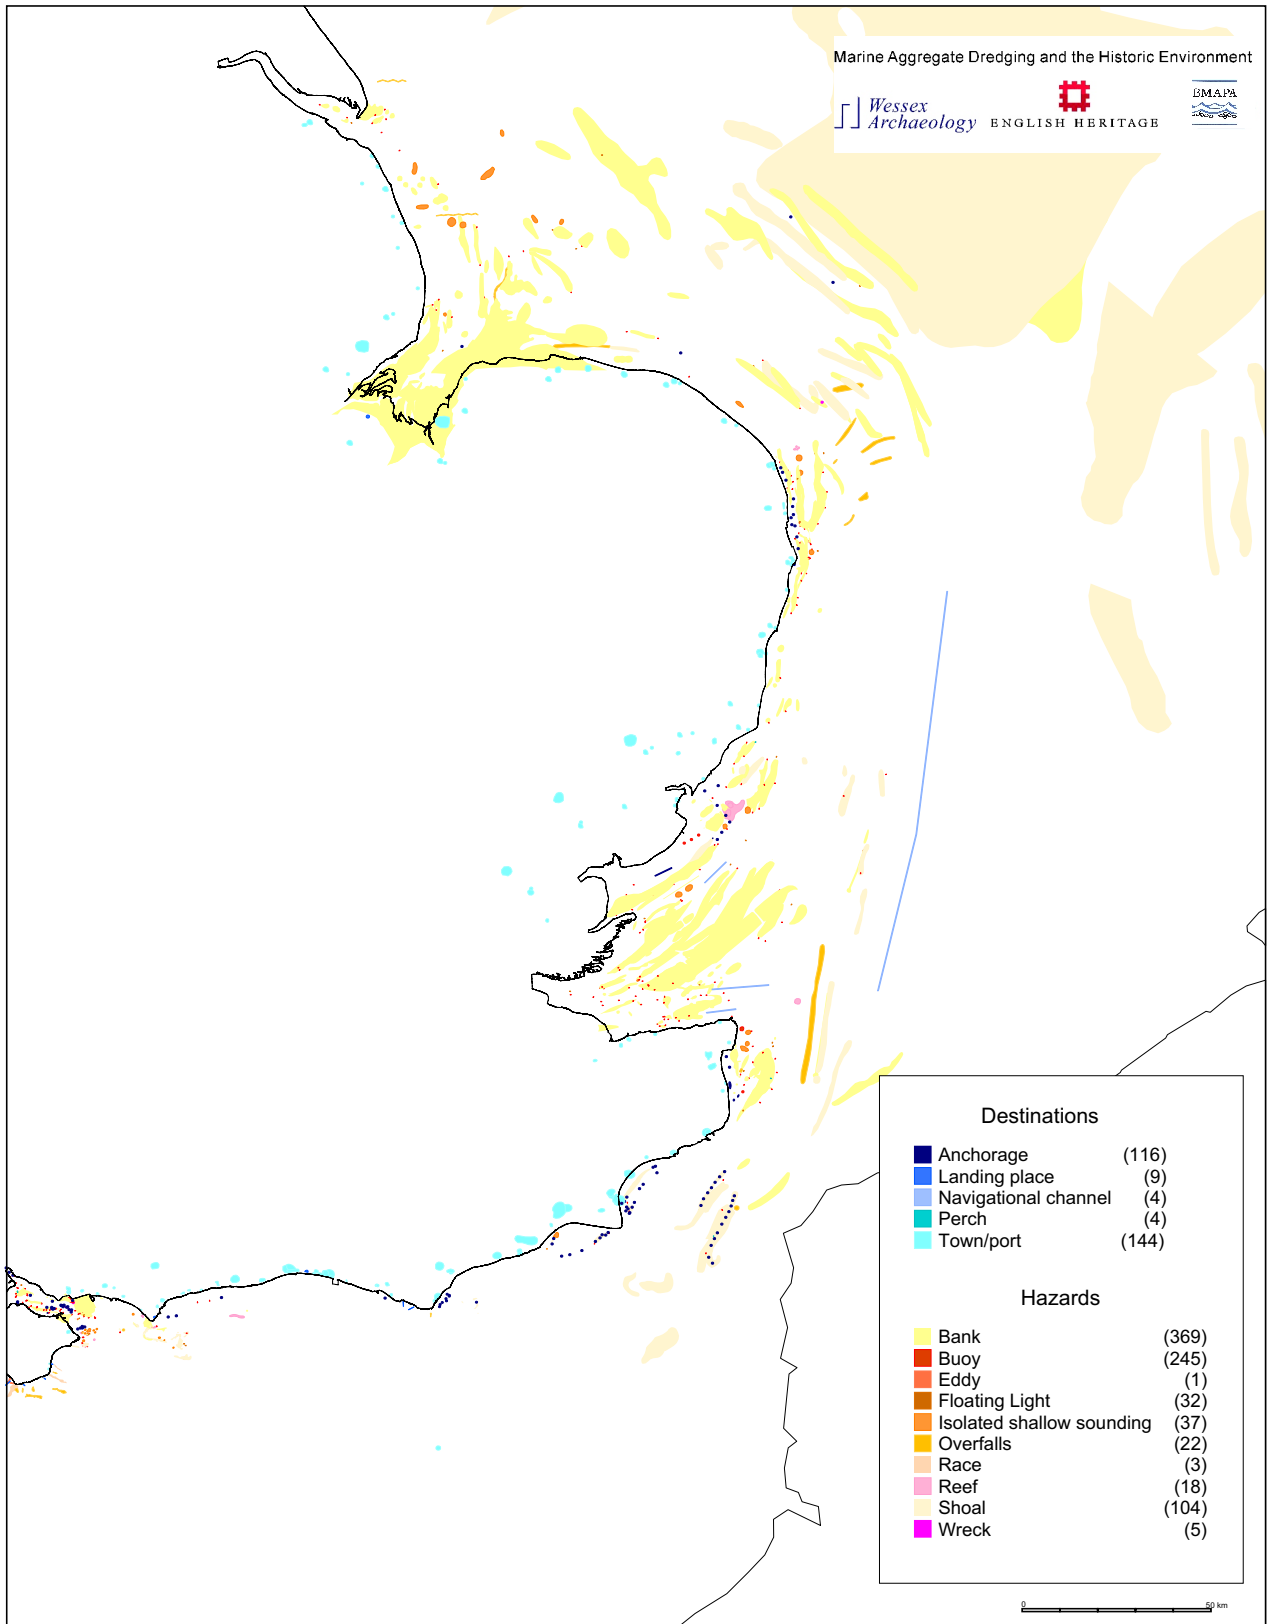 Marine Aggregate Dredging and the Historic Environment
Wessex
Archaeology
ENGLISH HERITAGE
BMAPA
Destinations
Anchorage (116)
Landing place (9)
Navigational channel (4)
Perch (4)
Town/port (144)
Hazards
Bank (369)
Buoy (245)
Eddy (1)
Floating Light (32)
Isolated shallow sounding (37)
Overfalls (22)
Race (3)
Reef (18)
Shoal (104)
Wreck (5)
0 50 km